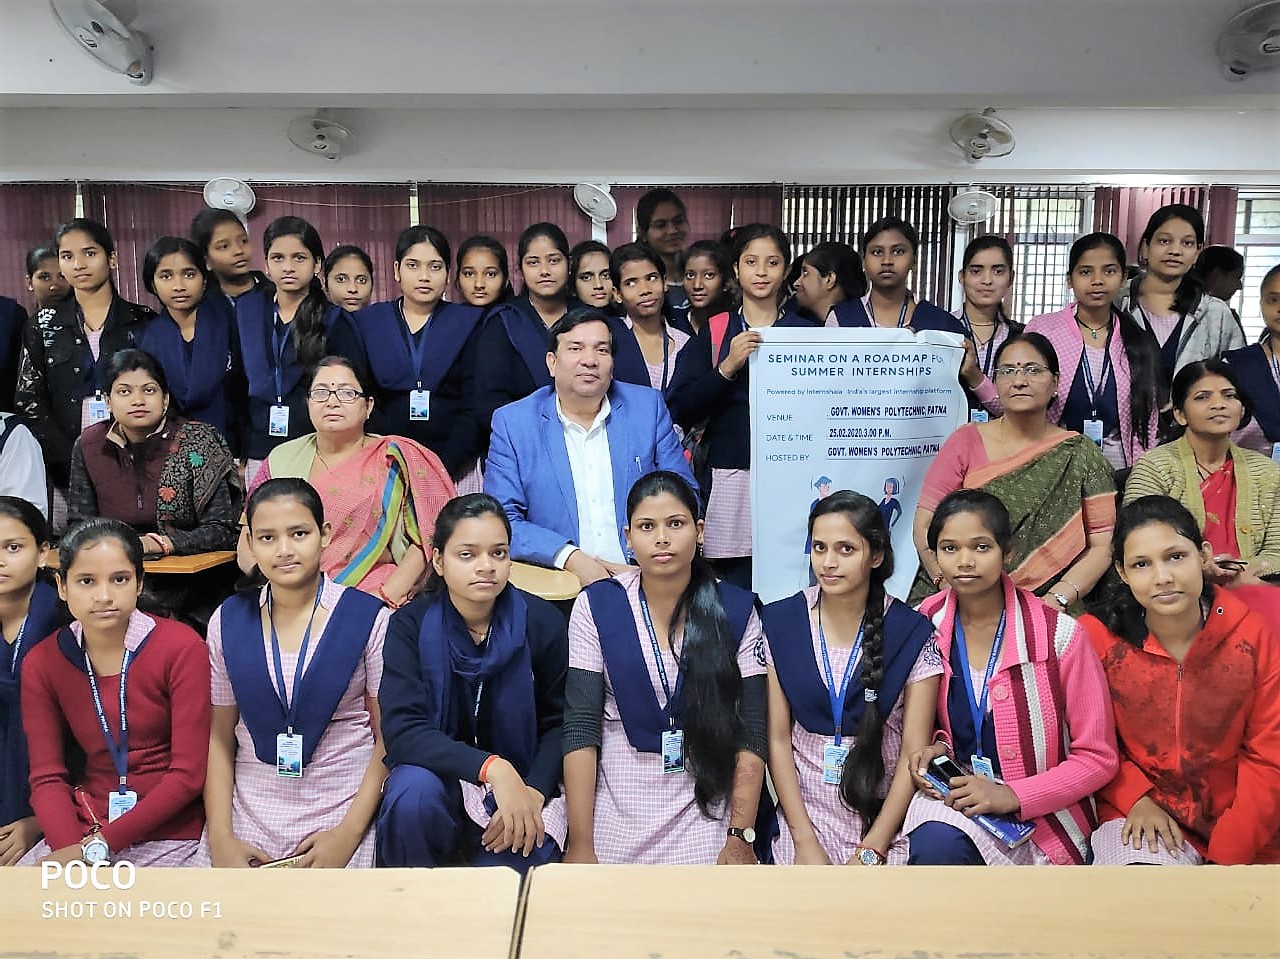 SEMINAR ON A ROADMAP FOR
SUMMER INTERNSHIPS
Powered by Internshala India's largest internship platform
VENUE GOVT. WOMEN'S POLYTECHNIC, PATNA
DATE & TIME 25.02.2020.3.00 P.M.
HOSTED BY GOVT. WOMEN'S POLYTECHNIC, PATNA
POCO
SHOT ON POCO F1